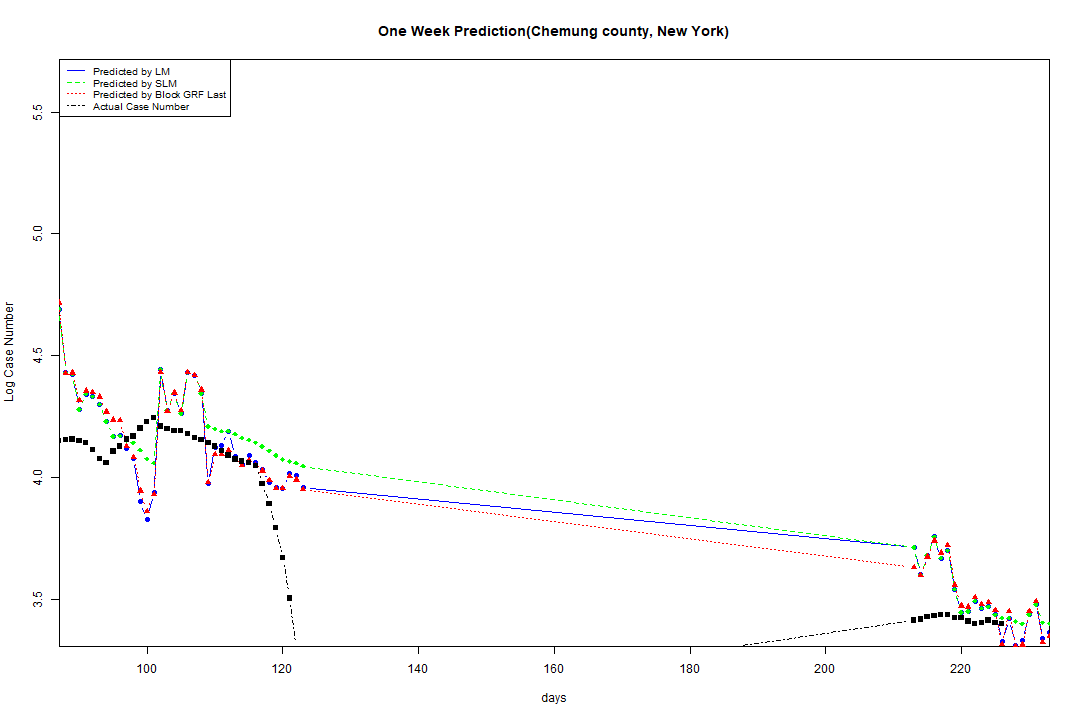 One Week Prediction(Chemung county, New York)
Predicted by LM
Predicted by SLM
Predicted by Block GRF Last
Actual Case Number
5.5
5.0
4.5
4.0
3.5
Log Case Number
100 120 140 160 180 200 220
days